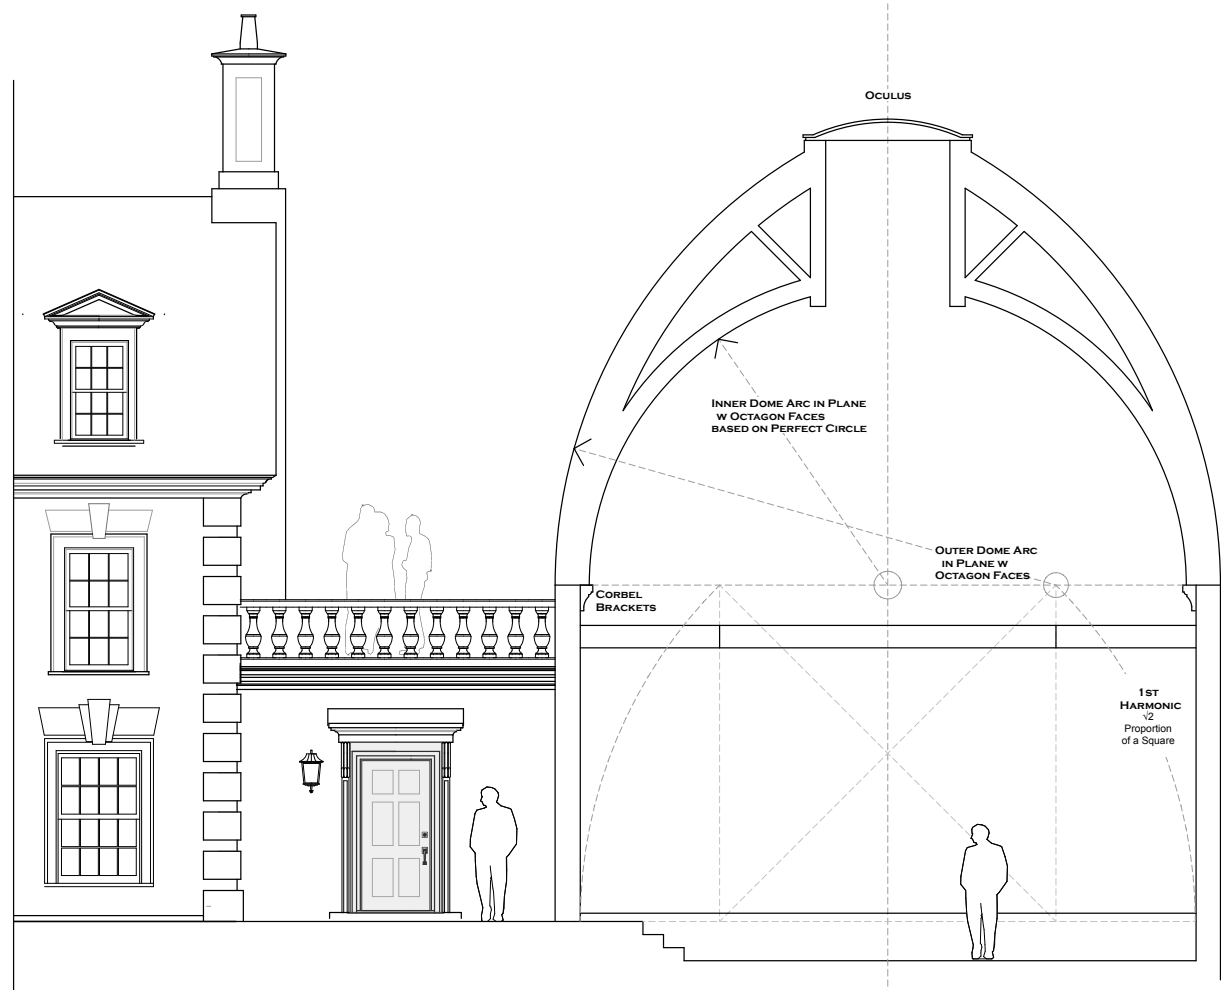 OCULUS
INNER DOME ARC IN PLANE
W OCTAGON FACES
BASED ON PERFECT CIRCLE
OUTER DOME ARC
IN PLANE W
OCTAGON FACES
CORBEL
BRACKETS
1ST
HARMONIC
√2
Proportion
of a Square